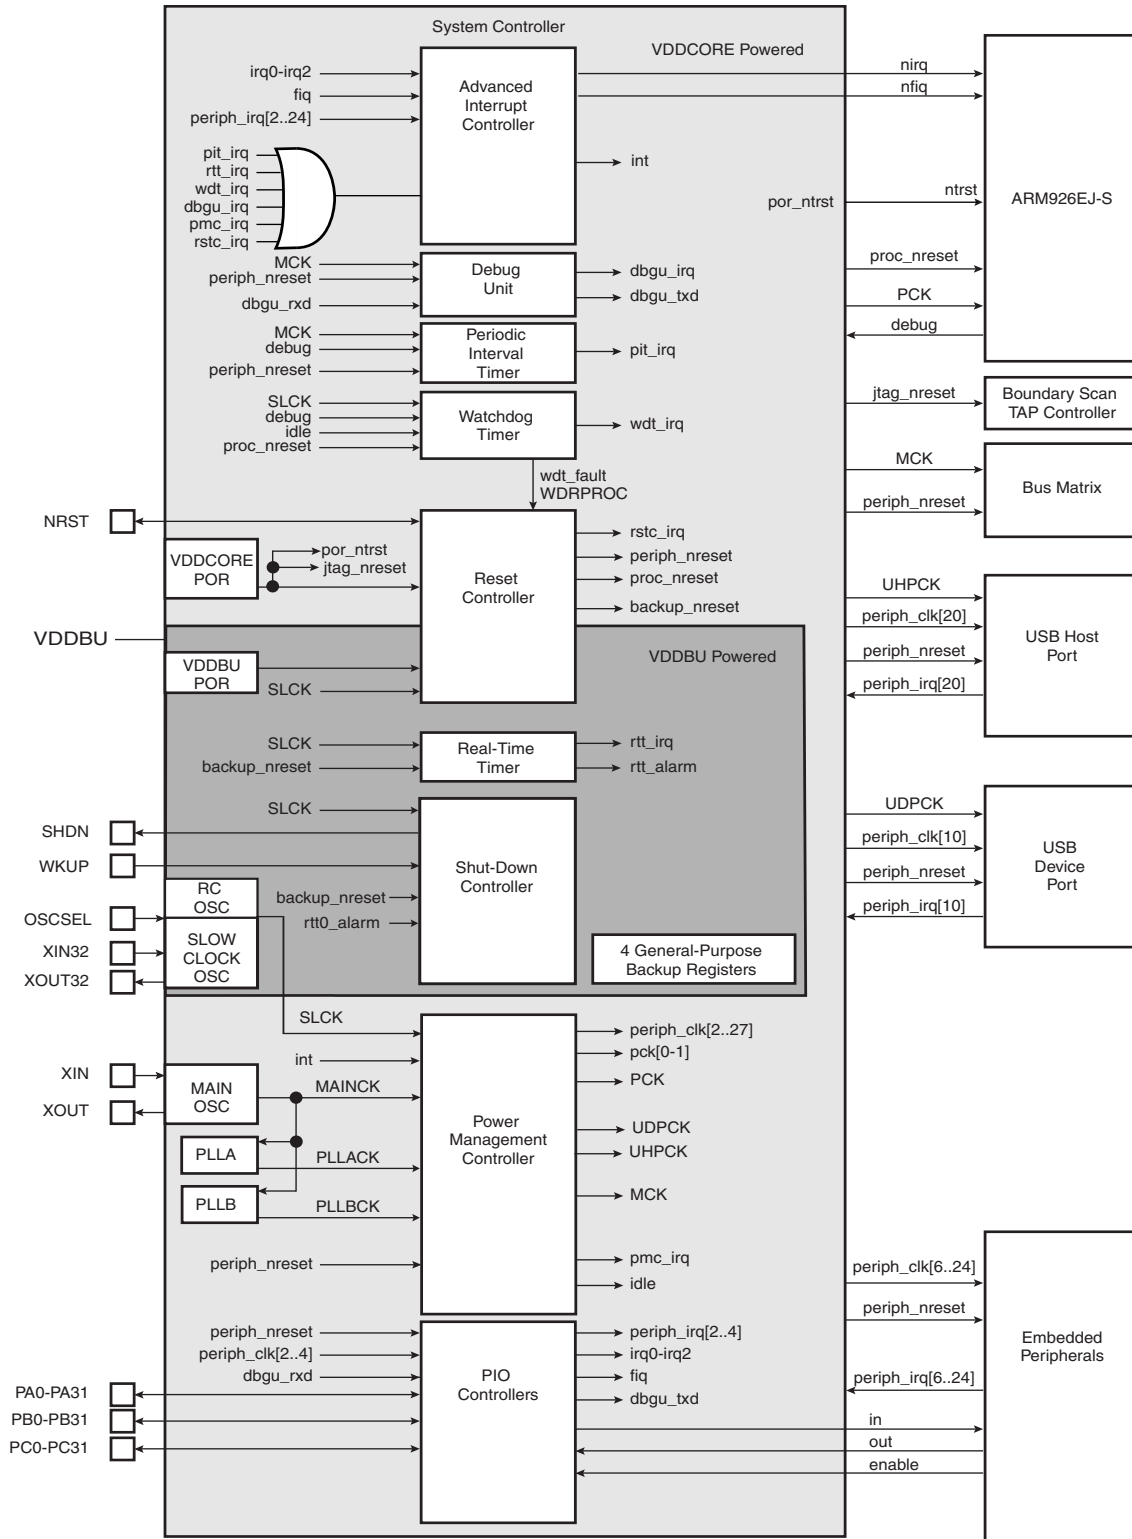 System Controller
VDDCORE Powered
irq0-irq2
fiq
periph_irq[2..24]
Advanced
Interrupt
Controller
nirq
nfiq
int
pit_irq
rtt_irq
wdt_irq
dbgu_irq
pmc_irq
rstc_irq
por_ntrst
ntrst
ARM926EJ-S
proc_nreset
PCK
debug
MCK
periph_nreset
dbgu_rxd
Debug
Unit
dbgu_irq
dbgu_txd
MCK
debug
periph_nreset
Periodic
Interval
Timer
pit_irq
SLCK
debug
idle
proc_nreset
Watchdog
Timer
wdt_irq
jtag_nreset
Boundary Scan
TAP Controller
wdt_fault
WDRPROC
MCK
periph_nreset
Bus Matrix
NRST
VDDCORE
POR
por_ntrst
jtag_nreset
Reset
Controller
rstc_irq
periph_nreset
proc_nreset
backup_nreset
VDDBU
VDDBU Powered
VDDBU
POR
SLCK
UHPCK
periph_clk[20]
periph_nreset
periph_irq[20]
USB Host
Port
SLCK
backup_nreset
Real-Time
Timer
rtt_irq
rtt_alarm
SLCK
SHDN
WKUP
backup_nreset
rtt0_alarm
Shut-Down
Controller
UDPCK
periph_clk[10]
periph_nreset
periph_irq[10]
USB
Device
Port
RC
OSC
OSCSEL
XIN32
XOUT32
SLOW
CLOCK
OSC
4 General-Purpose
Backup Registers
SLCK
int
XIN
XOUT
MAIN
OSC
MAINCK
PLLA
PLLACK
PLLB
PLLBCK
periph_nreset
Power
Management
Controller
periph_clk[2..27]
pck[0-1]
PCK
UDPCK
UHPCK
MCK
pmc_irq
idle
periph_nreset
periph_clk[2..4]
dbgu_rxd
PA0-PA31
PB0-PB31
PC0-PC31
PIO
Controllers
periph_irq[2..4]
irq0-irq2
fiq
dbgu_txd
periph_clk[6..24]
periph_nreset
periph_irq[6..24]
in
out
enable
Embedded
Peripherals